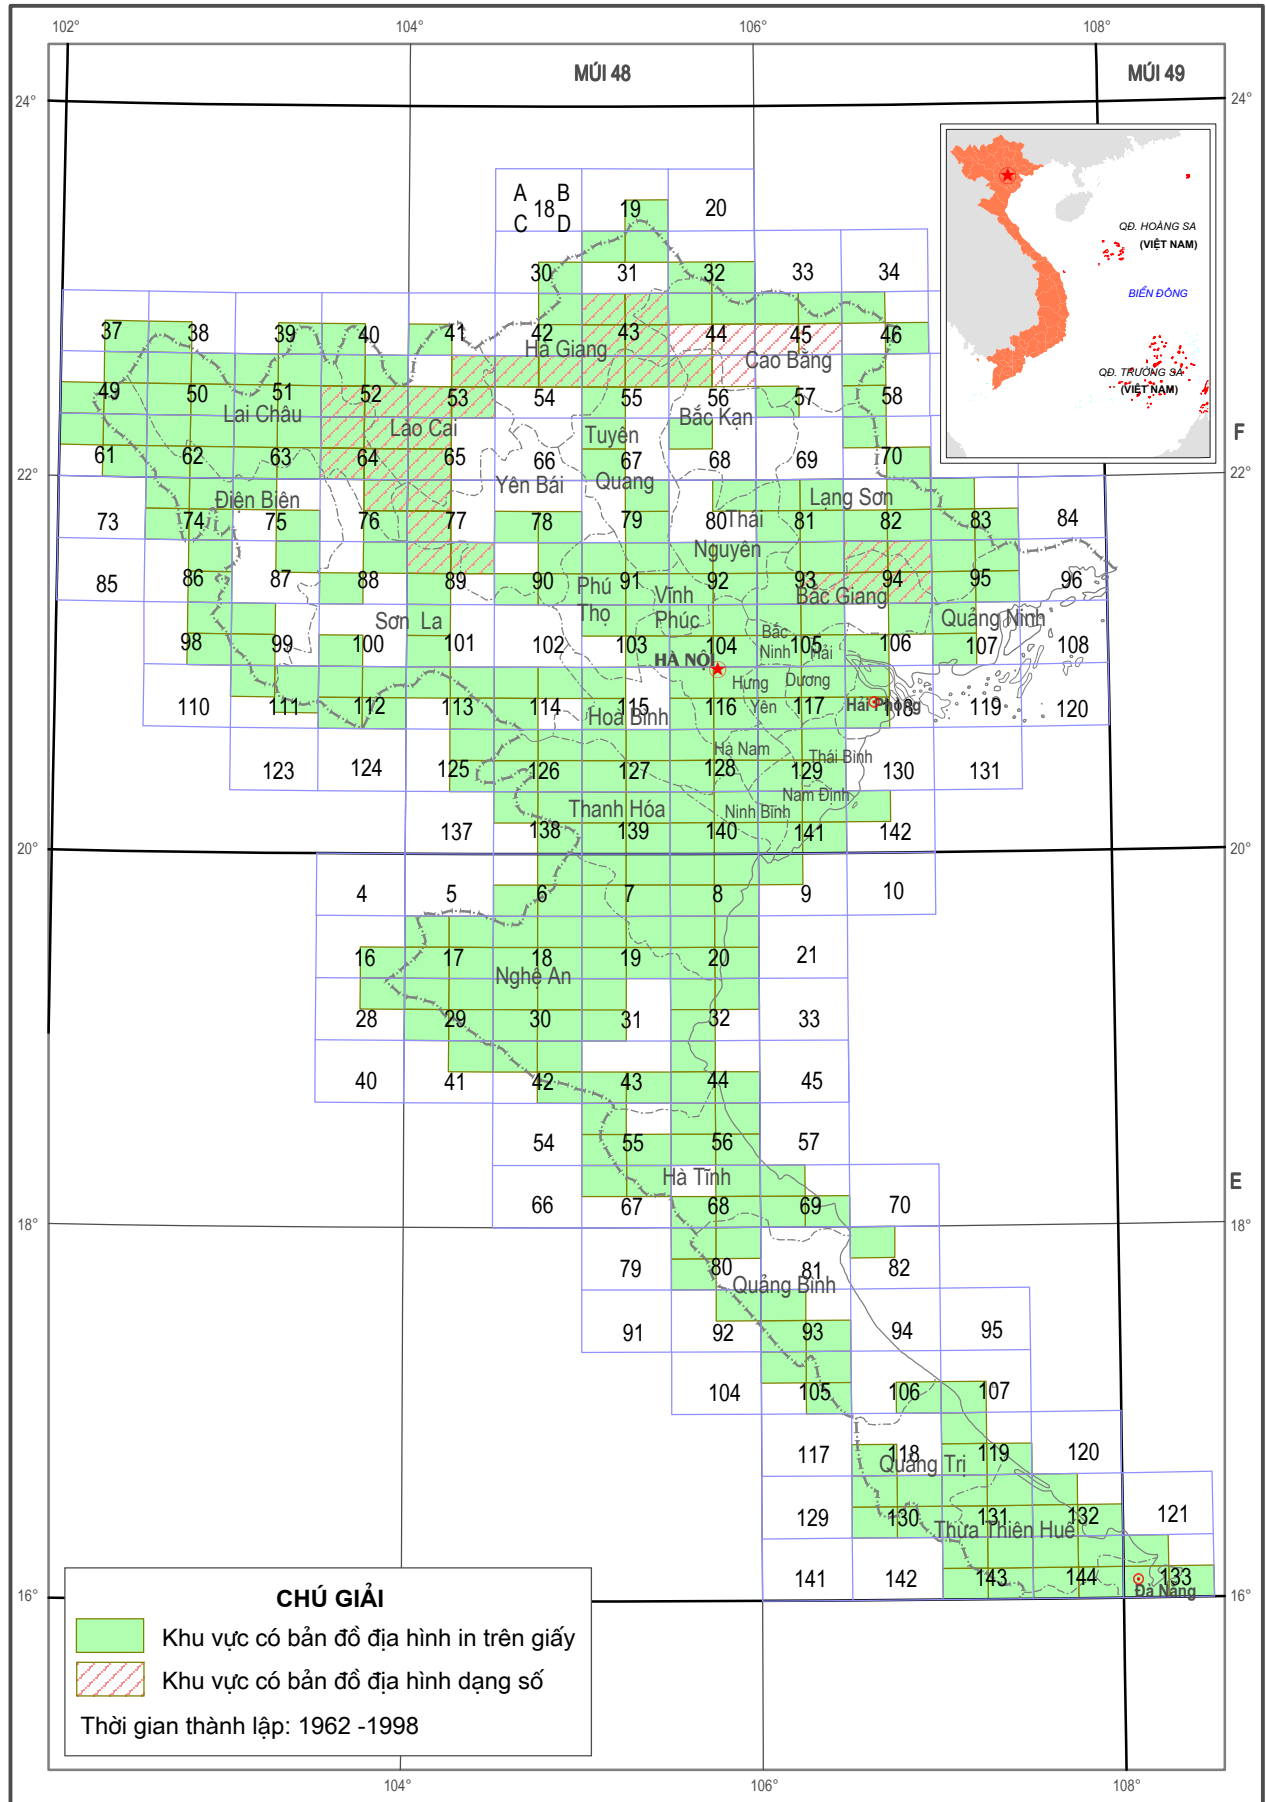 102° 104° 106° 108°
MÚI 48 MÚI 49
24° 24°
A B
18
C D
19 20
QĐ. HOÀNG SA
(VIỆT NAM)
BIỂN ĐÔNG
QĐ. TRƯỜNG SA
(VIỆT NAM)
30 31 32 33 34
37 38 39 40 41 42 43 44 45 46
Hà Giang
Cao Bằng
49 50 51 52 53 54 55 56 57 58
Lai Châu
Lào Cai
Tuyên
Quang
Bắc Kạn
F
61 62 63 64 65 66 67 68 69 70
22° 22°
Yên Bái
Điện Biên
Lạng Sơn
73 74 75 76 77 78 79 80 81 82 83 84
Thái
Nguyên
85 86 87 88 89 90 91 92 93 94 95 96
Phú
Thọ
Vĩnh
Phúc
Bắc Giang
Quảng Ninh
Sơn La
98 99 100 101 102 103 104 105 106 107 108
Bắc
Ninh
Hải
Dương
HÀ NỘI
Hưng
Yên
110 111 112 113 114 115 116 117 118 119 120
Hoà Bình
Hải Phòng
Hà Nam
Thái Bình
123 124 125 126 127 128 129 130 131
Thanh Hóa
Ninh Bình
Nam Định
137 138 139 140 141 142
20° 20°
4 5 6 7 8 9 10
16 17 18 19 20 21
Nghệ An
28 29 30 31 32 33
40 41 42 43 44 45
54 55 56 57
Hà Tĩnh
E
66 67 68 69 70
18° 18°
79 80 81 82
Quảng Bình
91 92 93 94 95
104 105 106 107
117 118 119 120
Quảng Trị
129 130 131 132 121
Thừa Thiên Huế
141 142 143 144 133
Đà Nẵng
16° 16°
CHÚ GIẢI
Khu vực có bản đồ địa hình in trên giấy
Khu vực có bản đồ địa hình dạng số
Thời gian thành lập: 1962 -1998
104° 106° 108°